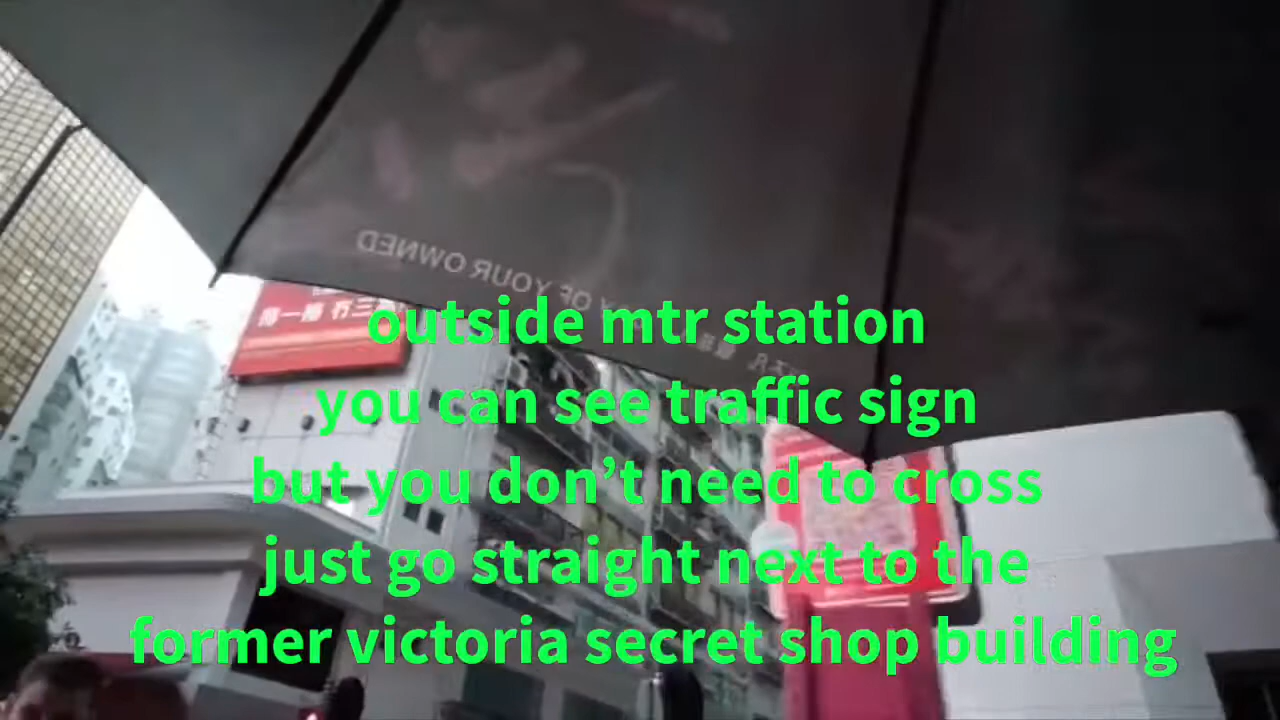 OF YOUR OWNED
outside mtr station
you can see traffic sign
but you don't need to cross
just go straight next to the
former victoria secret shop building